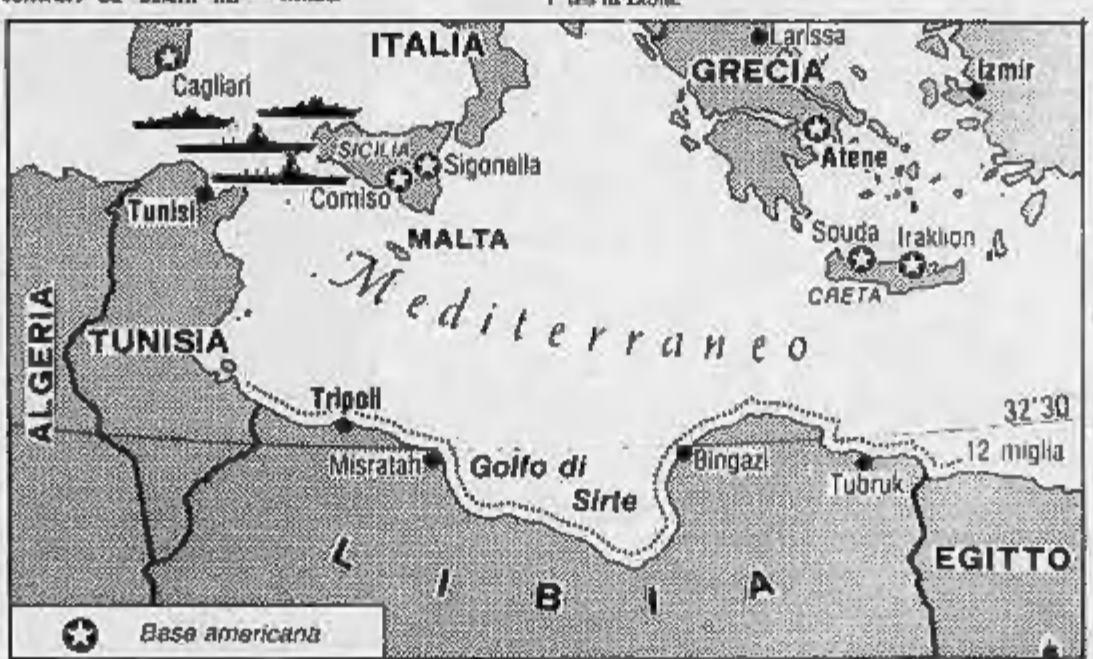 ITALIA
Larissa
GRECIA
Izmir
Cagliari
Atene
SICILIA
Sigonella
Comiso
Tunisi
MALTA
Souda
Iraklion
CRETA
Mediterraneo
ALGERIA
TUNISIA
Tripoli
32'30
12 miglia
Misratah
Golfo di
Sirte
Bingazi
Tubruk
LIBIA
EGITTO
Base americana